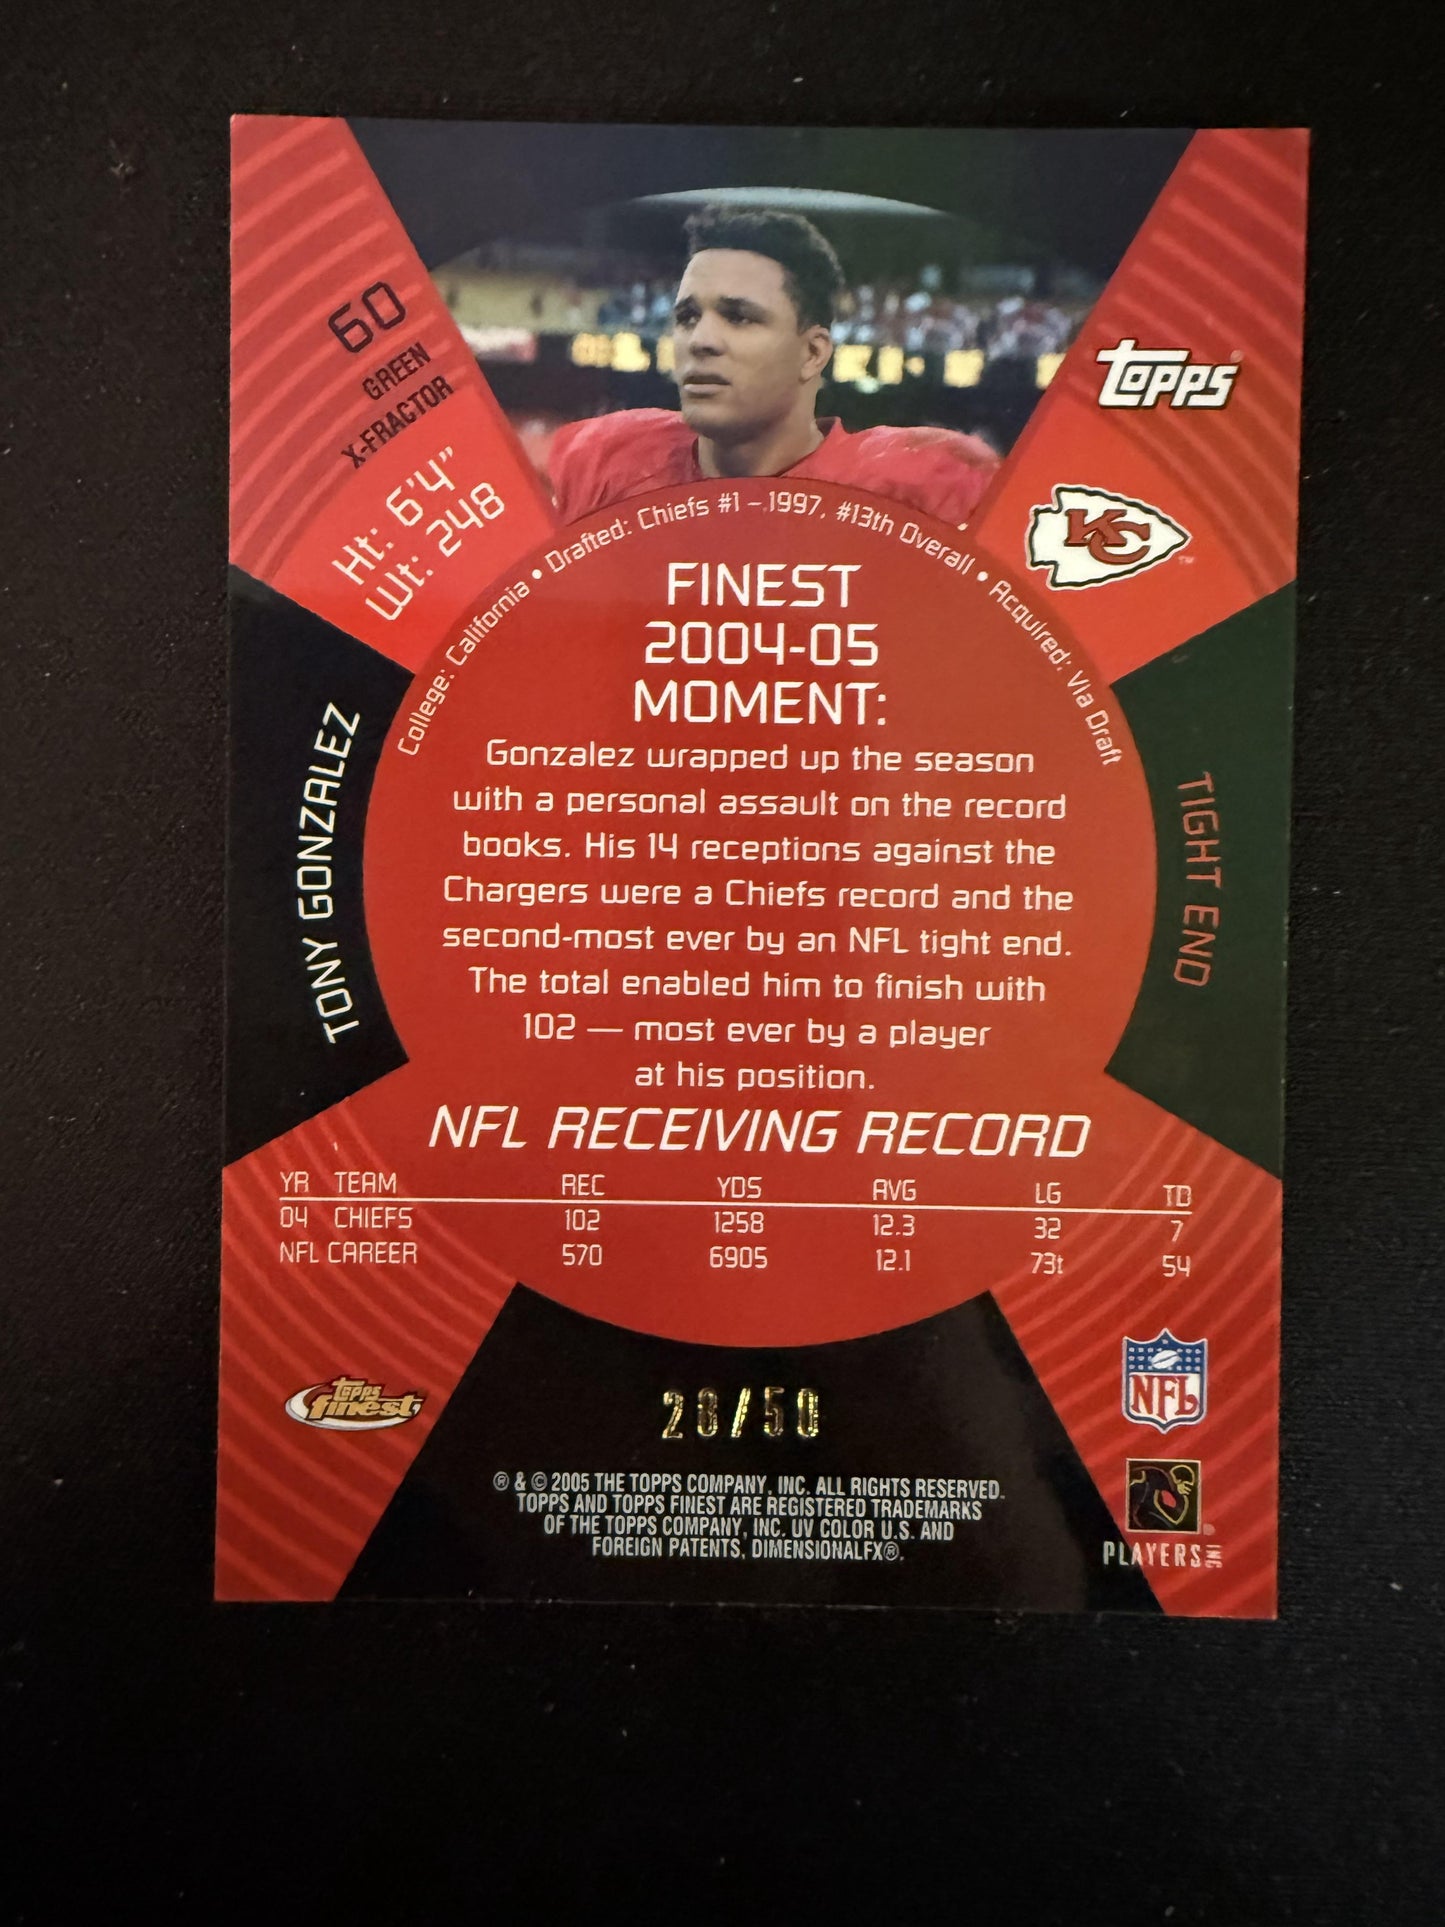 60
GREEN
X-FRACTOR
Ht: 6'4"
Wt: 248
Topps®
KC™
College: California • Drafted: Chiefs #1 – 1997, #13th Overall • Acquired: Via Draft
FINEST
2004-05
MOMENT:
Gonzalez wrapped up the season
with a personal assault on the record
books. His 14 receptions against the
Chargers were a Chiefs record and the
second-most ever by an NFL tight end.
The total enabled him to finish with
102 — most ever by a player
at his position.
TONY GONZALEZ
TIGHT END
NFL RECEIVING RECORD
YR TEAM REC YDS AVG LG TD
04 CHIEFS 102 1258 12.3 32 7
NFL CAREER 570 6905 12.1 73t 54
Topps finest
28/50
NFL
® & © 2005 THE TOPPS COMPANY, INC. ALL RIGHTS RESERVED.
TOPPS AND TOPPS FINEST ARE REGISTERED TRADEMARKS
OF THE TOPPS COMPANY, INC. UV COLOR U.S. AND
FOREIGN PATENTS, DIMENSIONALFX®.
PLAYERS INC